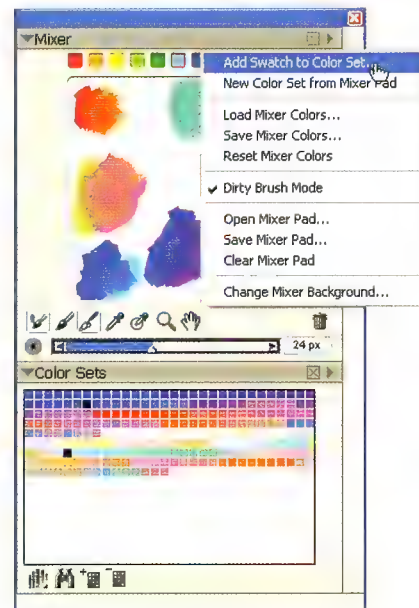 Mixer
Add Swatch to Color Set...
New Color Set from Mixer Pad
Load Mixer Colors...
Save Mixer Colors...
Reset Mixer Colors
Dirty Brush Mode
Open Mixer Pad...
Save Mixer Pad...
Clear Mixer Pad
Change Mixer Background...
24 px
Color Sets